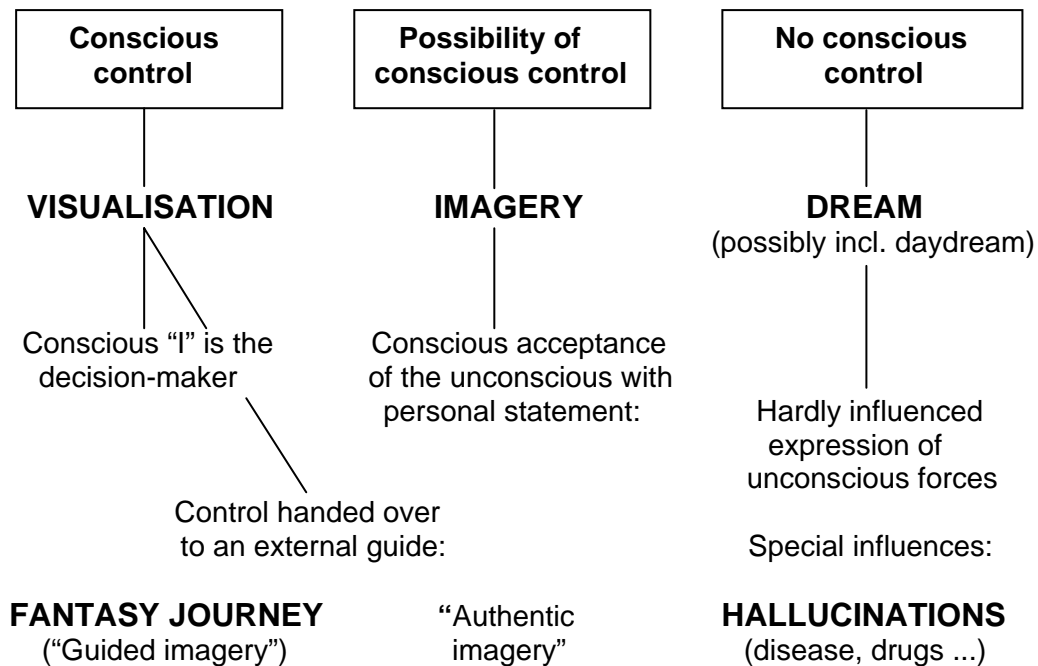 Conscious
control
Possibility of
conscious control
No conscious
control
VISUALISATION
IMAGERY
DREAM
(possibly incl. daydream)
Conscious “I” is the
decision-maker
Conscious acceptance
of the unconscious with
personal statement:
Hardly influenced
expression of
unconscious forces
Control handed over
to an external guide:
Special influences:
FANTASY JOURNEY
(“Guided imagery”)
“Authentic
imagery”
HALLUCINATIONS
(disease, drugs ...)